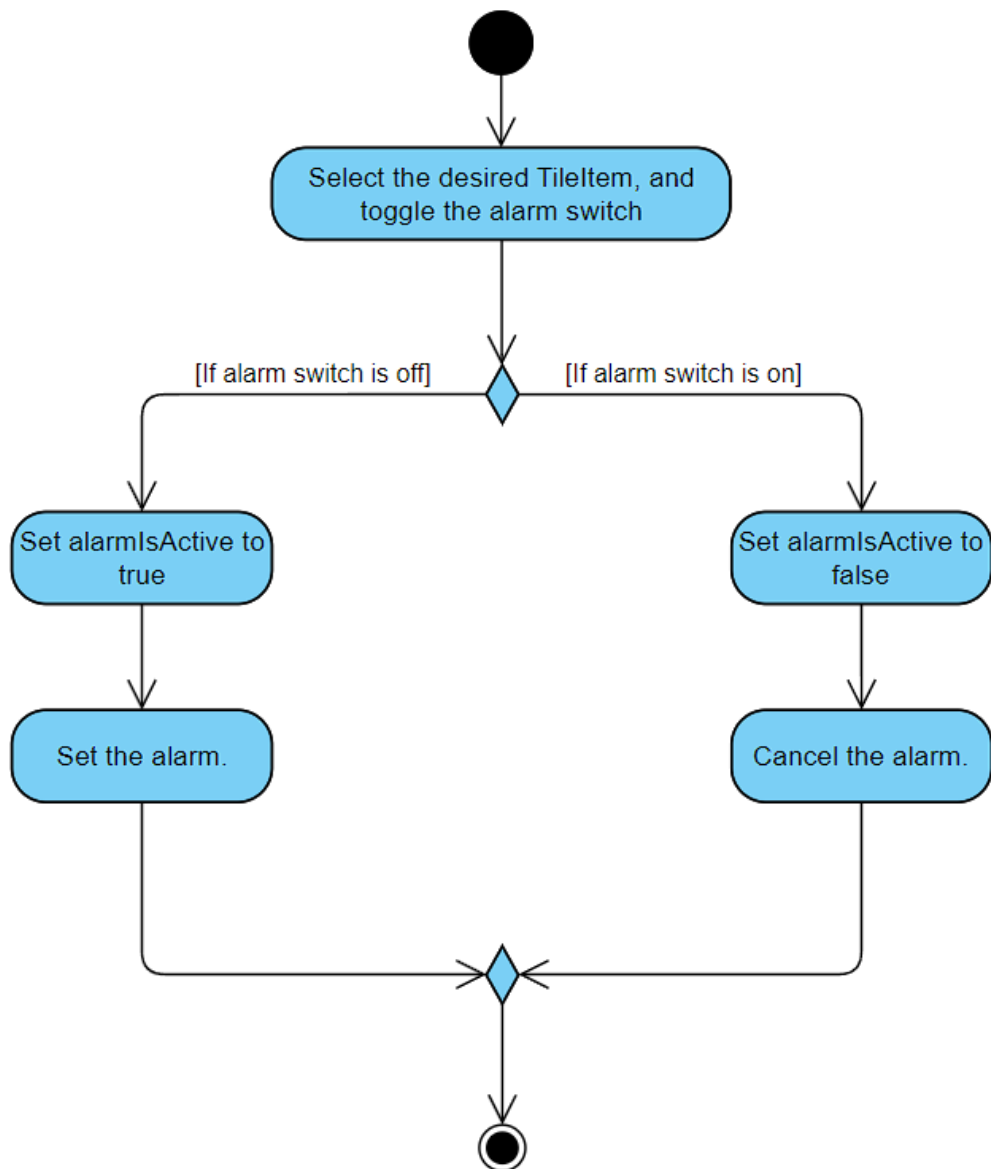 Select the desired TileItem, and
toggle the alarm switch
[If alarm switch is off]
[If alarm switch is on]
Set alarmIsActive to
true
Set alarmIsActive to
false
Set the alarm.
Cancel the alarm.